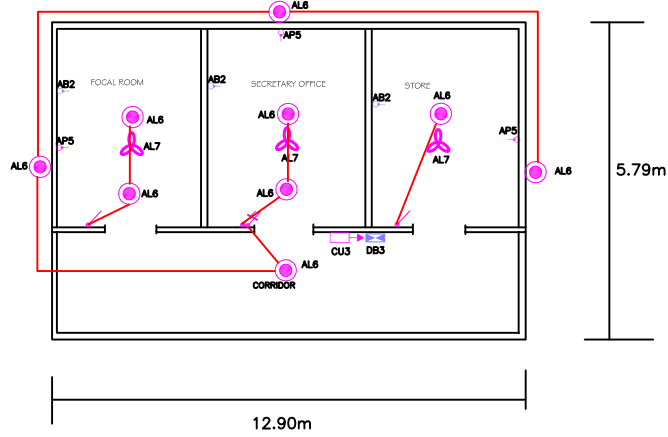 AL6
AP5
FOCAL ROOM
SECRETARY OFFICE
STORE
AB2
AB2
AB2
AL6
AL6
AL6
AP5
AP5
AL7
AL7
AL7
AL6
AL6
AL6
AL6
5.79m
CU3
DB3
AL6
CORRIDOR
12.90m